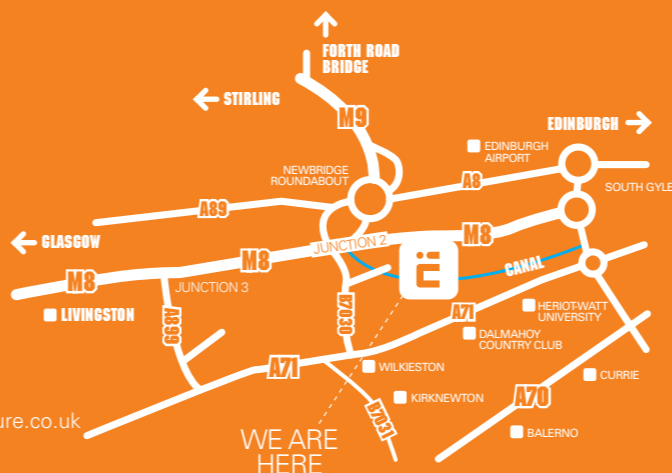 FORTH ROAD
BRIDGE
STIRLING
M9
EDINBURGH
EDINBURGH
AIRPORT
NEWBRIDGE
ROUNDABOUT
A8
SOUTH GYLE
A89
GLASGOW
JUNCTION 2
M8
M8
M8
JUNCTION 3
CANAL
LIVINGSTON
A899
B7030
A71
HERIOT-WATT
UNIVERSITY
DALMAHOY
COUNTRY CLUB
A71
WILKIESTON
CURRIE
KIRKNEWTON
A70
B7031
ure.co.uk
WE ARE
HERE
BALERNO